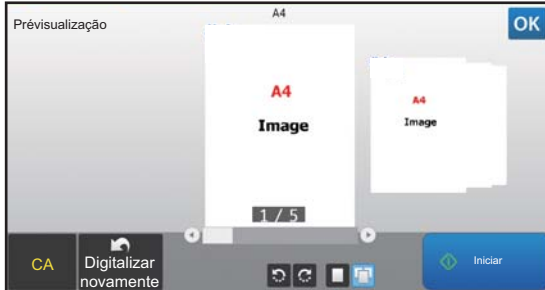 A4
Prévisualização
OK
A4
Image
A4
Image
1 / 5
CA
Digitalizar
novamente
Iniciar